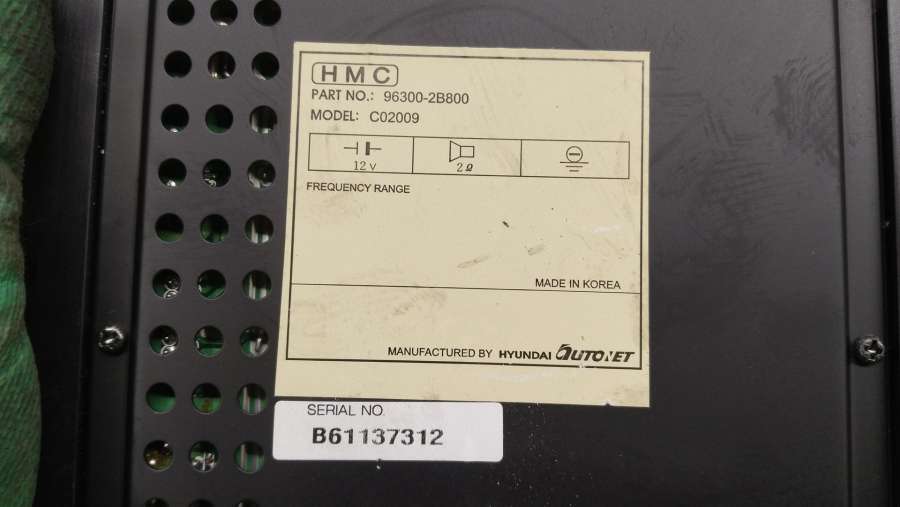 HMC
PART NO.: 96300-2B800
MODEL: C02009
12 V
2 Ω
FREQUENCY RANGE
MADE IN KOREA
MANUFACTURED BY HYUNDAI AUTONET
SERIAL NO.
B61137312